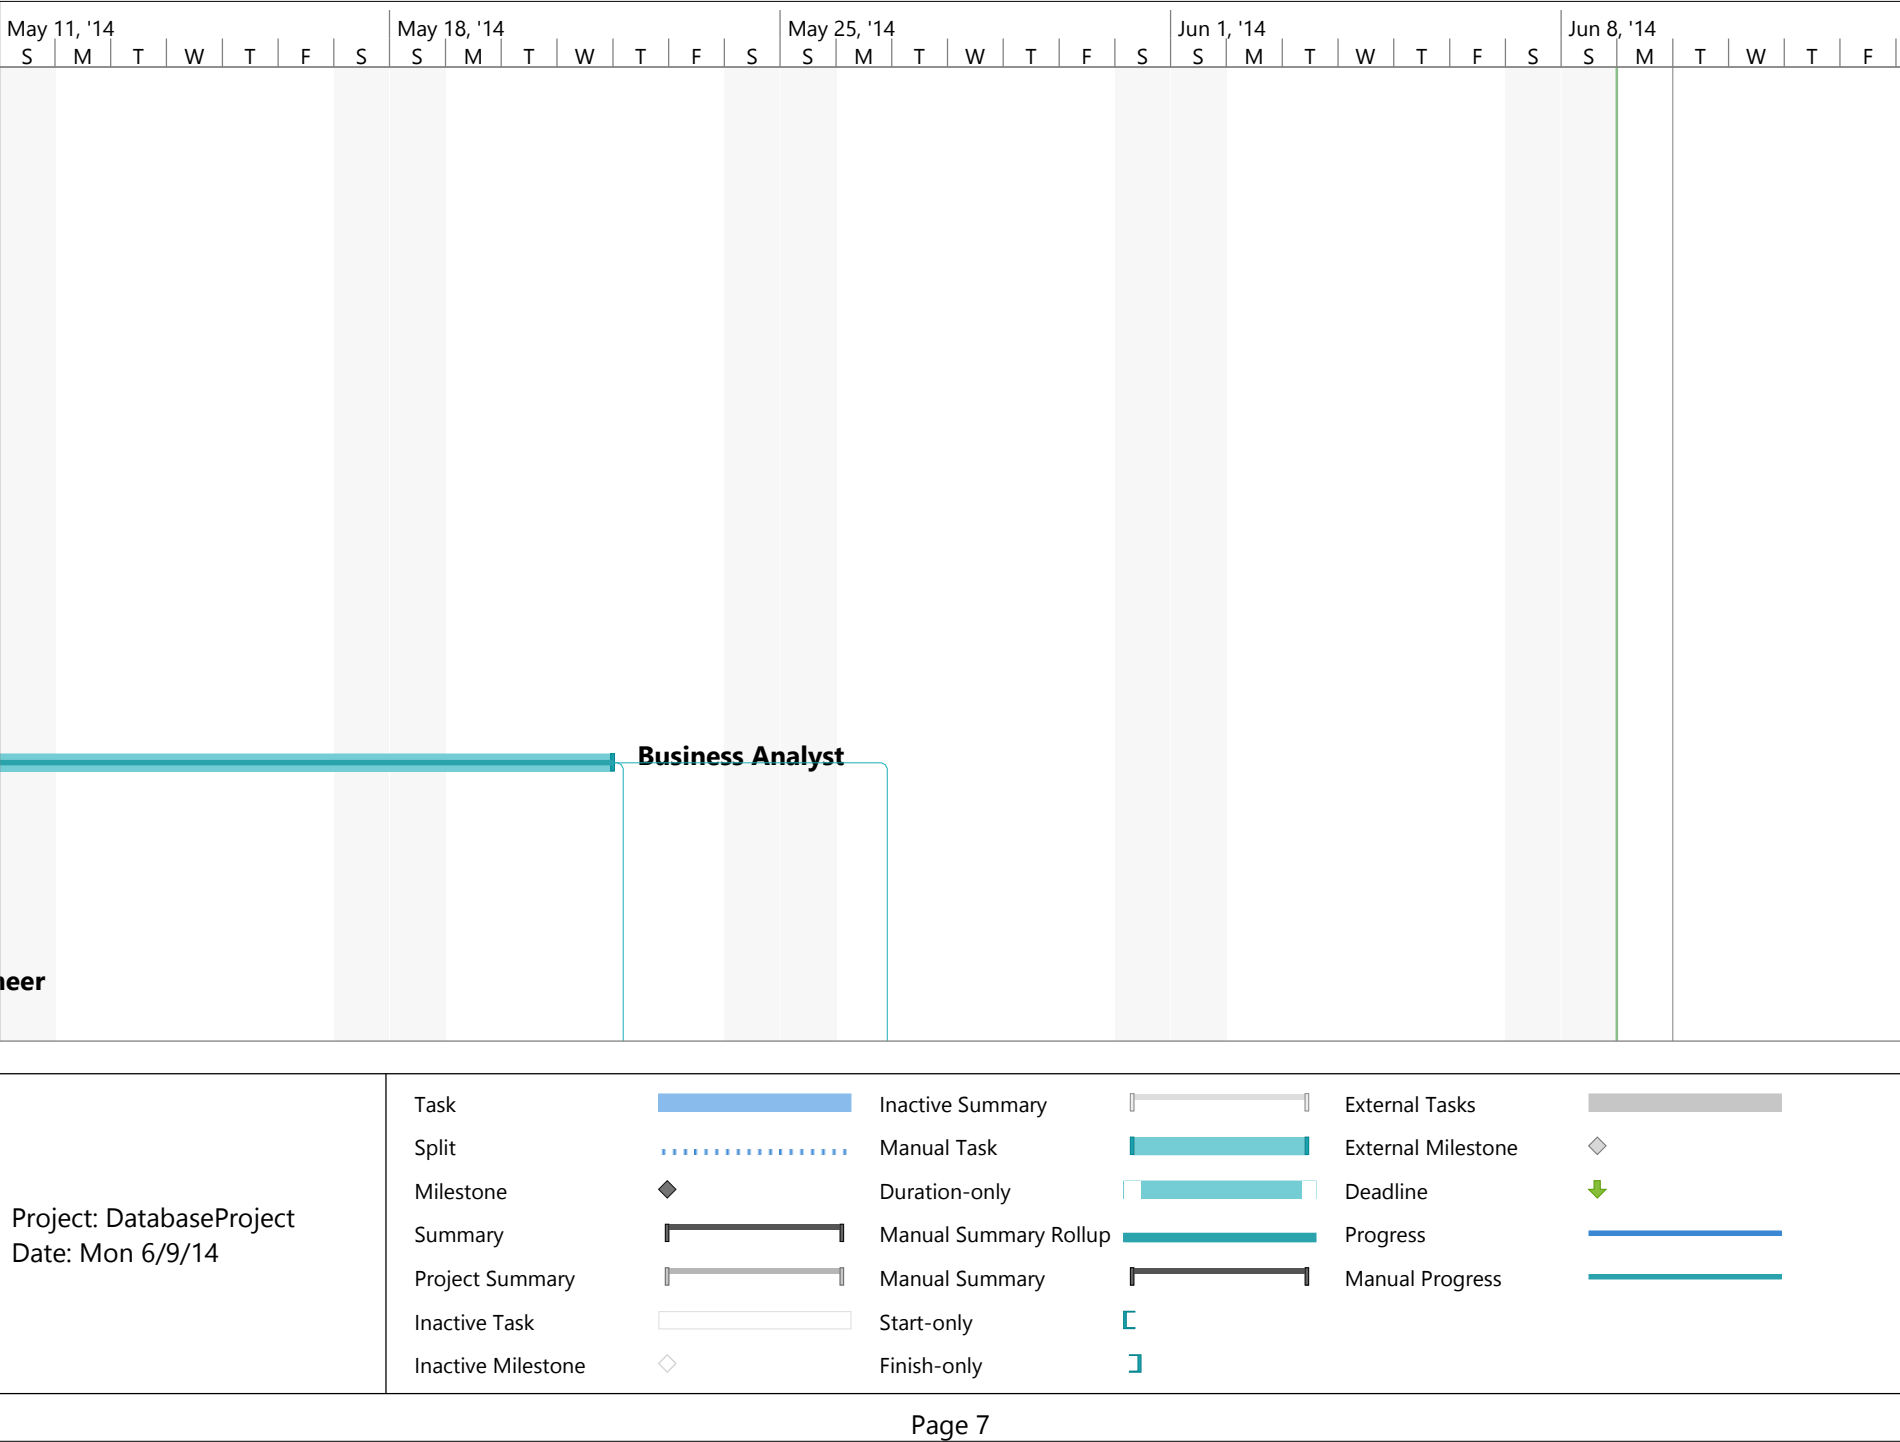 May 11, '14 May 18, '14 May 25, '14 Jun 1, '14 Jun 8, '14
S M T W T F S S M T W T F S S M T W T F S S M T W T F S S M T W T F
Business Analyst
neer
Task Inactive Summary External Tasks
Split Manual Task External Milestone
Milestone Duration-only Deadline
Project: DatabaseProject
Summary Manual Summary Rollup Progress
Date: Mon 6/9/14
Project Summary Manual Summary Manual Progress
Inactive Task Start-only
Inactive Milestone Finish-only
Page 7